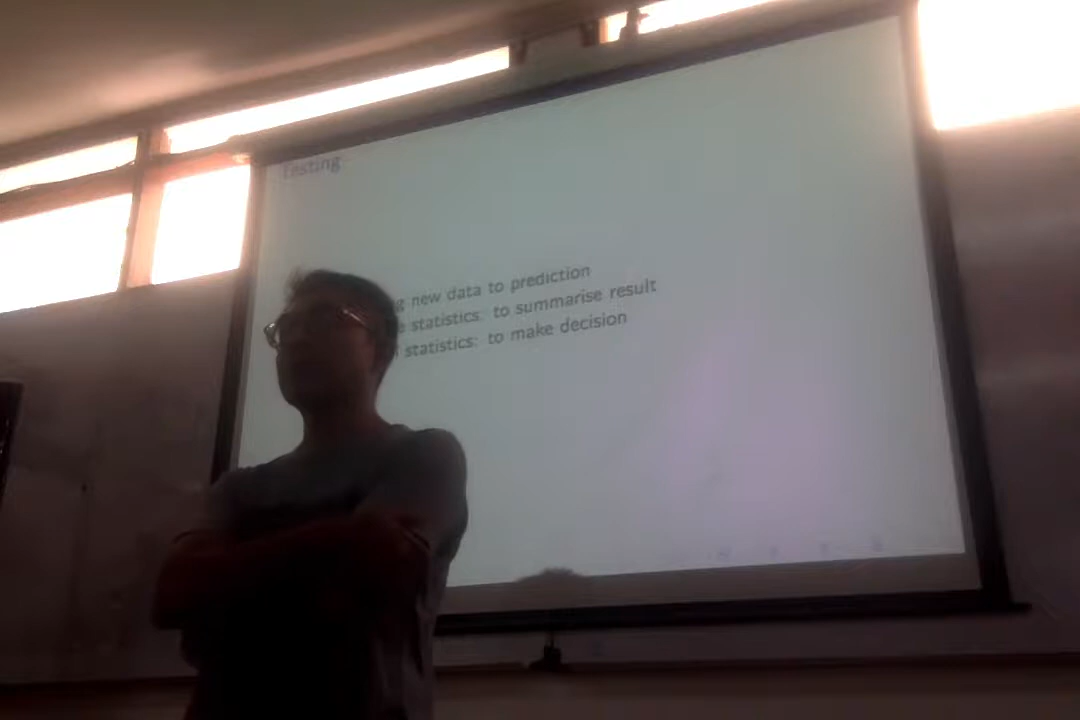 testing
new data to prediction
statistics: to summarise result
statistics: to make decision